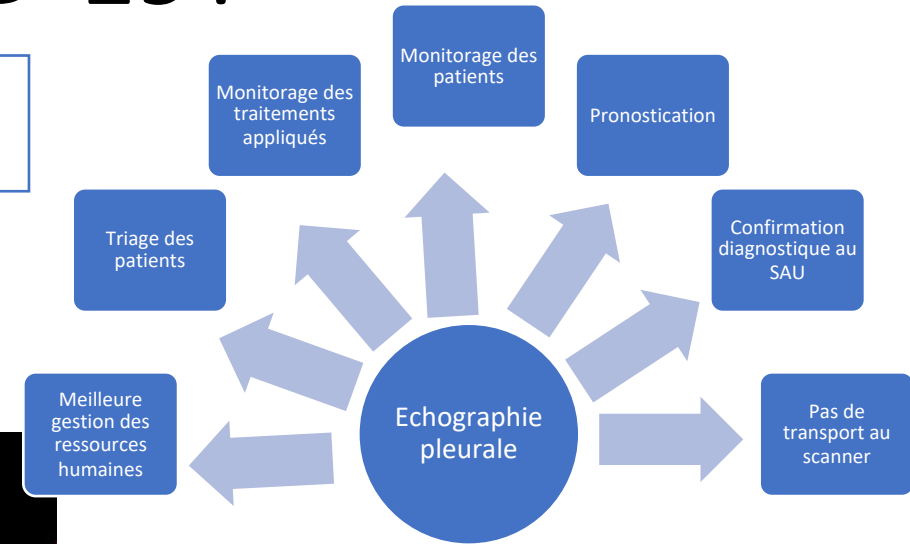 Monitorage des
patients
Monitorage des
traitements
appliqués
Pronostication
Triage des
patients
Confirmation
diagnostique au
SAU
Meilleure
gestion des
ressources
humaines
Echographie
pleurale
Pas de
transport au
scanner